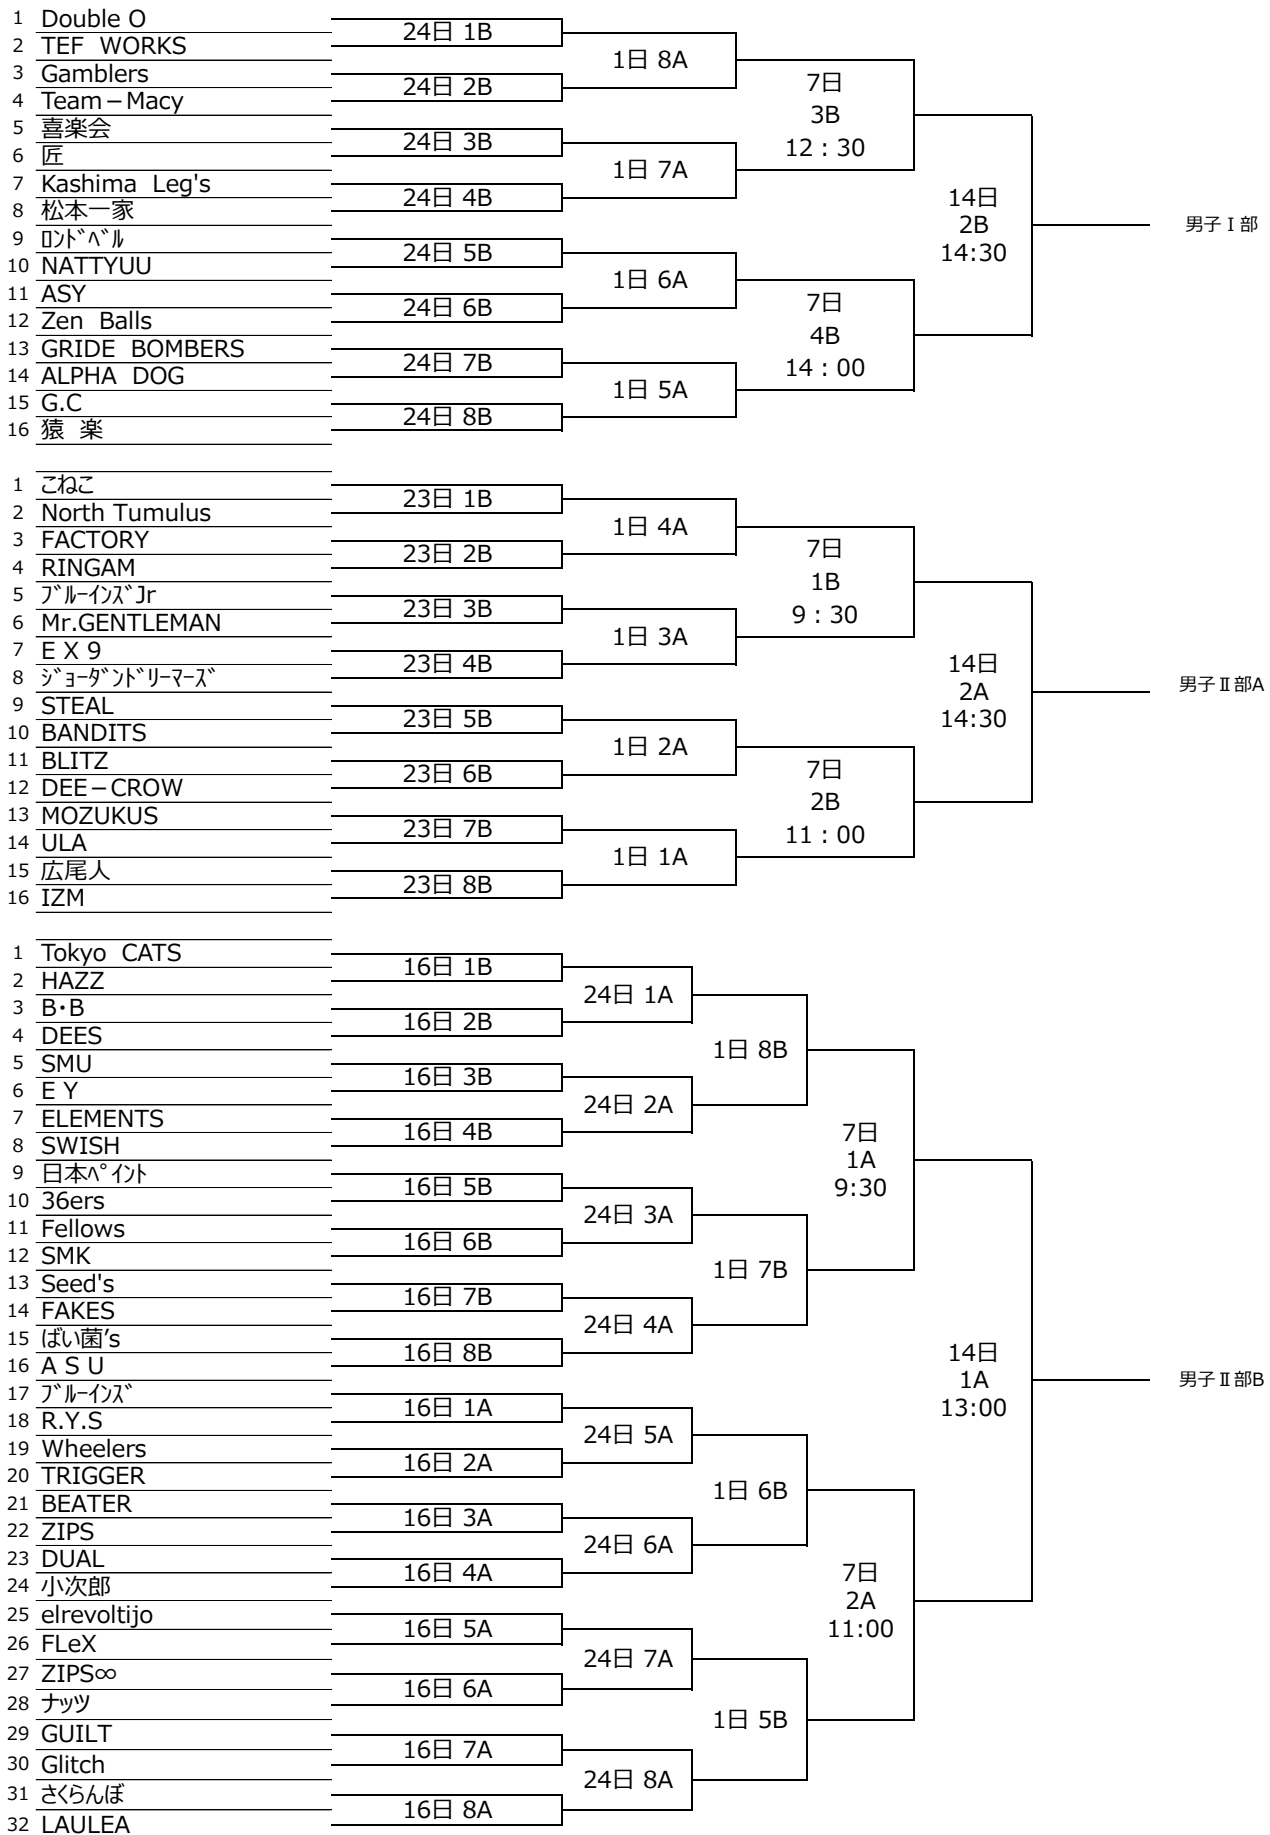 1 Double O
2 TEF WORKS
24日 1B
3 Gamblers
4 Team－Macy
24日 2B
1日 8A
5 喜楽会
6 匠
24日 3B
7 Kashima Leg's
8 松本一家
24日 4B
1日 7A
7日
3B
12：30
9 ﾛﾝﾄﾞﾍﾞﾙ
10 NATTYUU
24日 5B
11 ASY
12 Zen Balls
24日 6B
1日 6A
13 GRIDE BOMBERS
14 ALPHA DOG
24日 7B
15 G.C
16 猿 楽
24日 8B
1日 5A
7日
4B
14：00
14日
2B
14:30
男子Ⅰ部
1 こねこ
2 North Tumulus
23日 1B
3 FACTORY
4 RINGAM
23日 2B
1日 4A
5 ﾌﾞﾙｰｲﾝｽﾞJr
6 Mr.GENTLEMAN
23日 3B
7 E X 9
8 ｼﾞｮｰﾀﾞﾝﾄﾞﾘｰﾏｰｽﾞ
23日 4B
1日 3A
7日
1B
9：30
9 STEAL
10 BANDITS
23日 5B
11 BLITZ
12 DEE－CROW
23日 6B
1日 2A
13 MOZUKUS
14 ULA
23日 7B
15 広尾人
16 IZM
23日 8B
1日 1A
7日
2B
11：00
14日
2A
14:30
男子Ⅱ部A
1 Tokyo CATS
2 HAZZ
16日 1B
3 B・B
4 DEES
16日 2B
24日 1A
5 SMU
6 E Y
16日 3B
7 ELEMENTS
8 SWISH
16日 4B
24日 2A
1日 8B
9 日本ﾍﾟｲﾝﾄ
10 36ers
16日 5B
11 Fellows
12 SMK
16日 6B
24日 3A
13 Seed's
14 FAKES
16日 7B
15 ばい菌's
16 A S U
16日 8B
24日 4A
1日 7B
7日
1A
9:30
17 ﾌﾞﾙｰｲﾝｽﾞ
18 R.Y.S
16日 1A
19 Wheelers
20 TRIGGER
16日 2A
24日 5A
21 BEATER
22 ZIPS
16日 3A
23 DUAL
24 小次郎
16日 4A
24日 6A
1日 6B
25 elrevoltijo
26 FLeX
16日 5A
27 ZIPS∞
28 ナッツ
16日 6A
24日 7A
29 GUILT
30 Glitch
16日 7A
31 さくらんぼ
32 LAULEA
16日 8A
24日 8A
1日 5B
7日
2A
11:00
14日
1A
13:00
男子Ⅱ部B